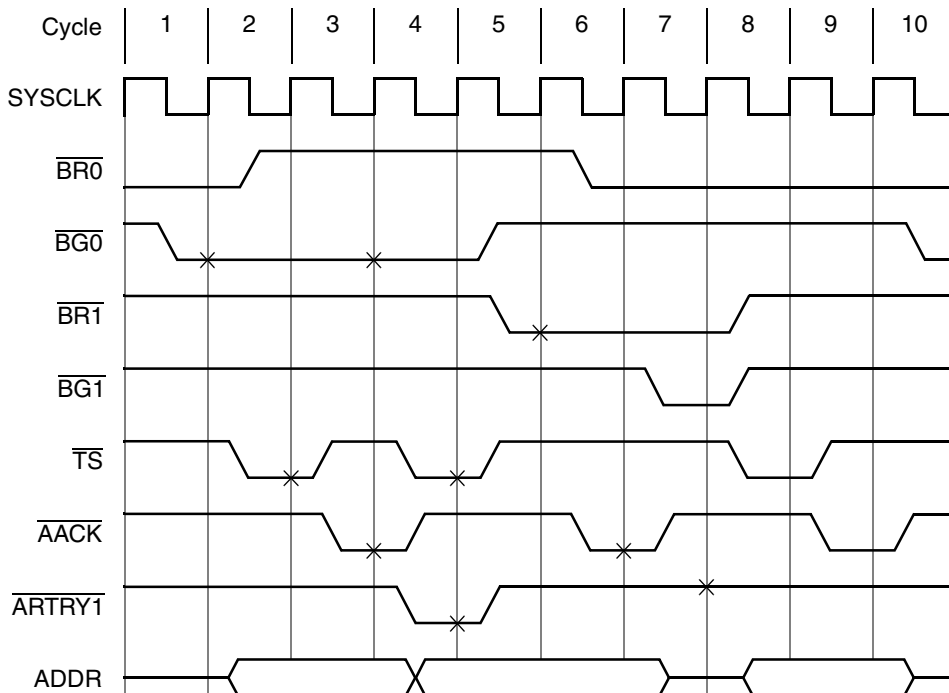 Cycle 1 2 3 4 5 6 7 8 9 10
SYSCLK
BR0
BG0
BR1
BG1
TS
AACK
ARTRY1
ADDR